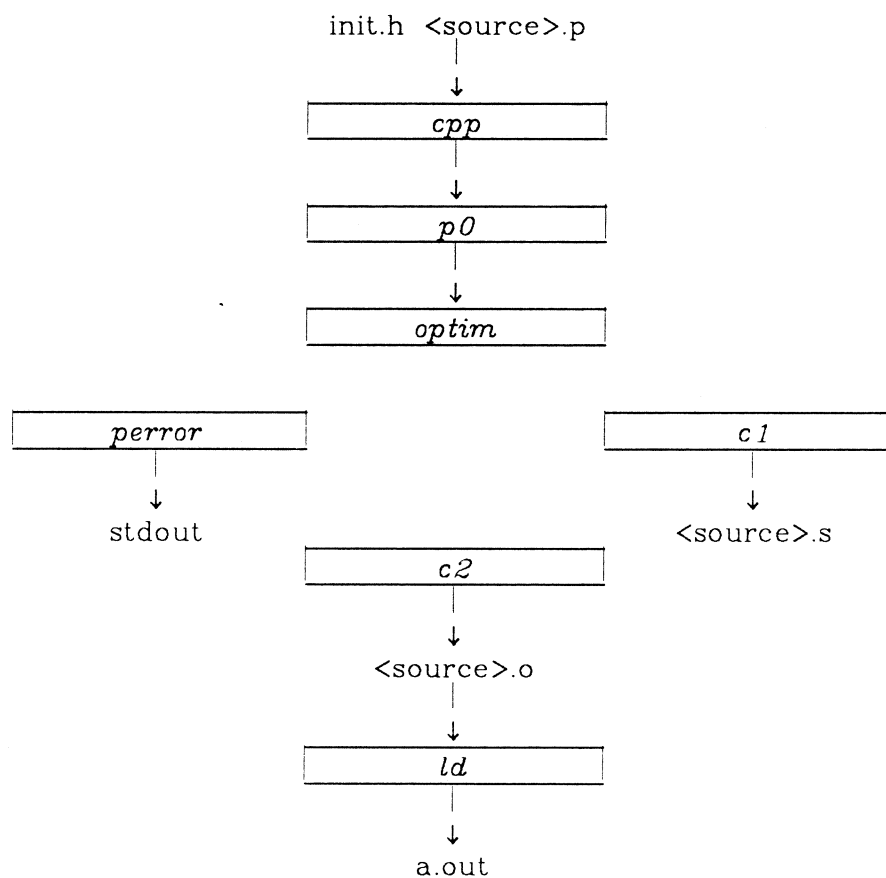 init.h <source>.p
cpp
p0
optim
perror
c1
stdout
<source>.s
c2
<source>.o
ld
a.out